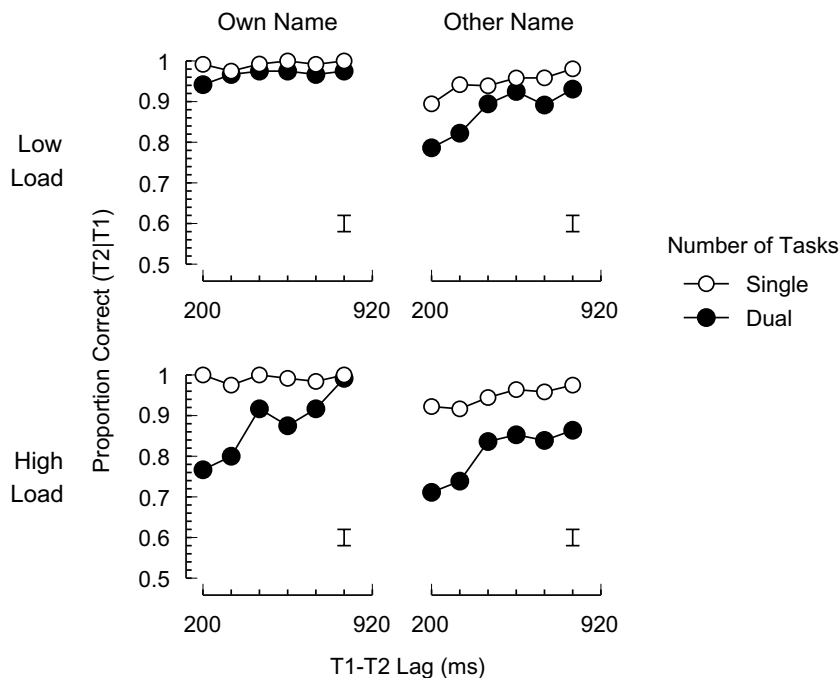 Own Name
Other Name
Low
Load
High
Load
Proportion Correct (T2|T1)
1
0.9
0.8
0.7
0.6
0.5
200
920
200
920
1
0.9
0.8
0.7
0.6
0.5
200
920
200
920
T1-T2 Lag (ms)
Number of Tasks
Single
Dual